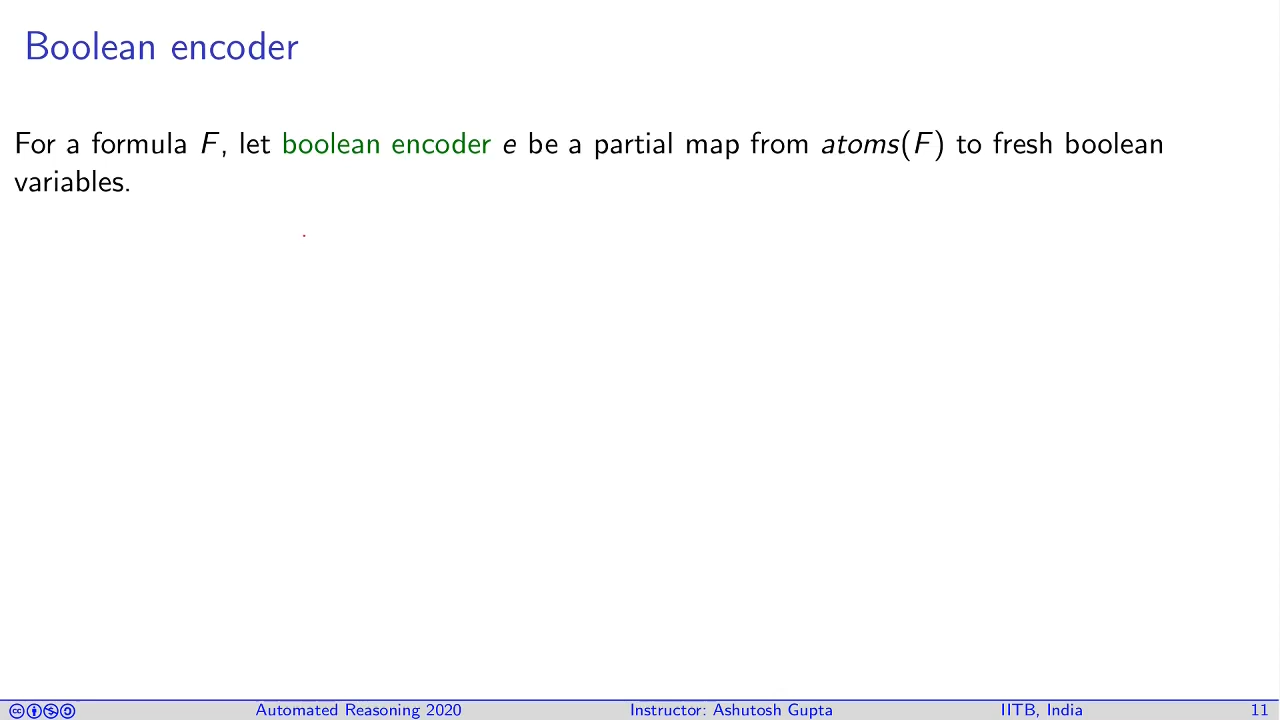 Boolean encoder
For a formula F, let boolean encoder e be a partial map from atoms(F) to fresh boolean
variables.
Automated Reasoning 2020 Instructor: Ashutosh Gupta IITB, India 11